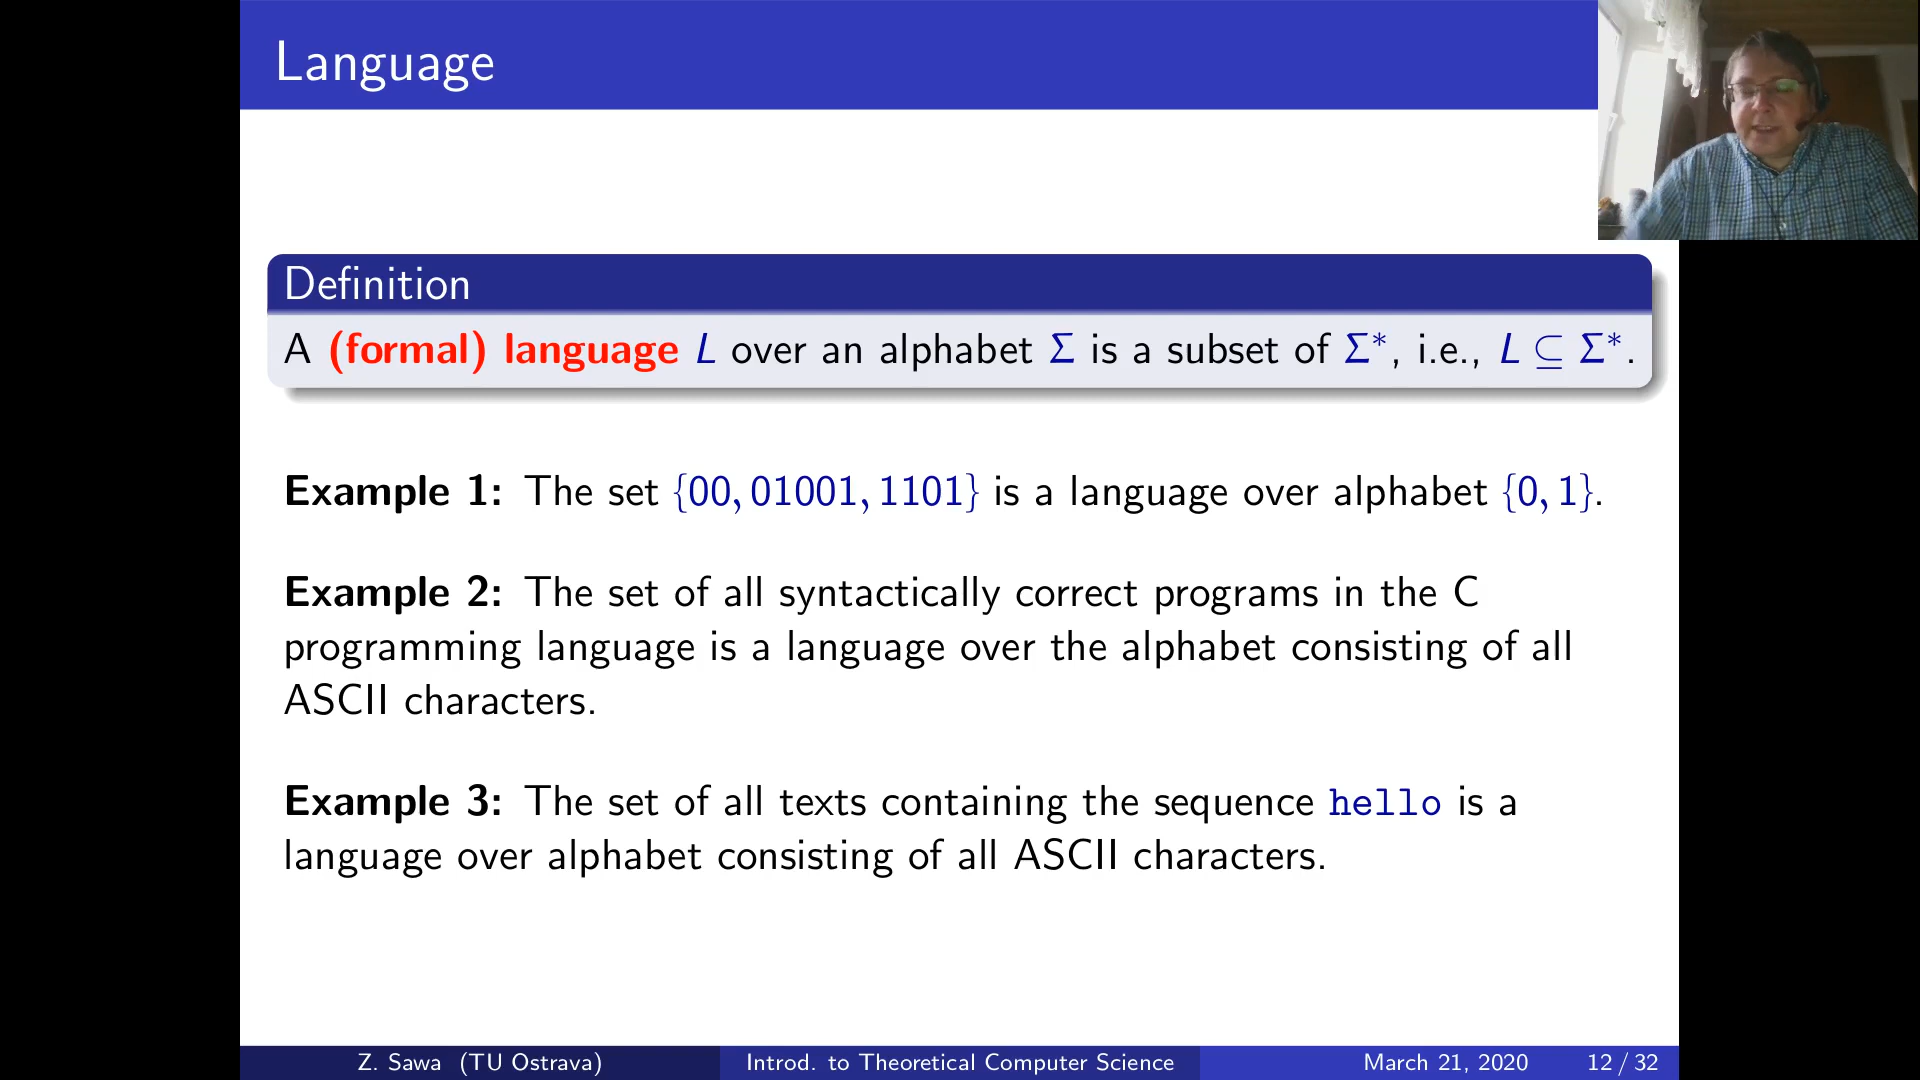 Language
Definition
A (formal) language L over an alphabet Σ is a subset of Σ*, i.e., L ⊆ Σ*.
Example 1: The set {00, 01001, 1101} is a language over alphabet {0, 1}.
Example 2: The set of all syntactically correct programs in the C
programming language is a language over the alphabet consisting of all
ASCII characters.
Example 3: The set of all texts containing the sequence hello is a
language over alphabet consisting of all ASCII characters.
Z. Sawa (TU Ostrava) Introd. to Theoretical Computer Science March 21, 2020 12 / 32